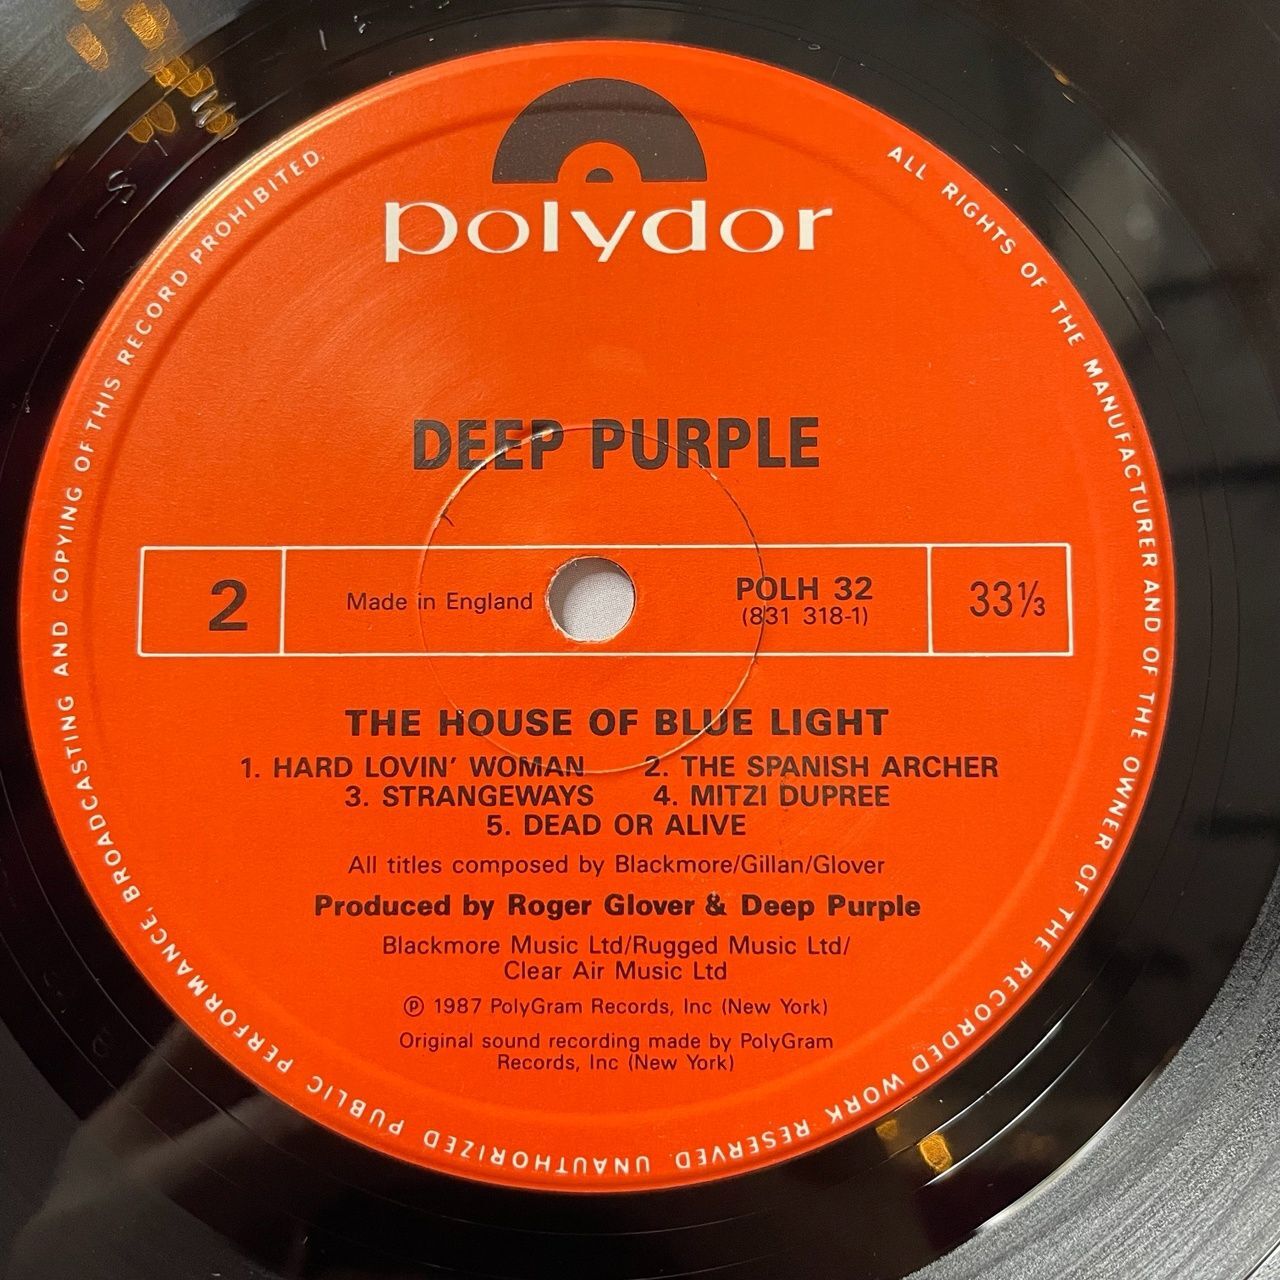 polydor
DEEP PURPLE
2
Made in England
POLH 32
(831 318-1)
33⅓
THE HOUSE OF BLUE LIGHT
1. HARD LOVIN' WOMAN 2. THE SPANISH ARCHER
3. STRANGEWAYS 4. MITZI DUPREE
5. DEAD OR ALIVE
All titles composed by Blackmore/Gillan/Glover
Produced by Roger Glover & Deep Purple
Blackmore Music Ltd/Rugged Music Ltd/
Clear Air Music Ltd
℗ 1987 PolyGram Records, Inc (New York)
Original sound recording made by PolyGram
Records, Inc (New York)
ALL RIGHTS OF THE MANUFACTURER AND OF THE OWNER OF THE RECORDED WORK RESERVED. UNAUTHORIZED PUBLIC PERFORMANCE, BROADCASTING AND COPYING OF THIS RECORD PROHIBITED.